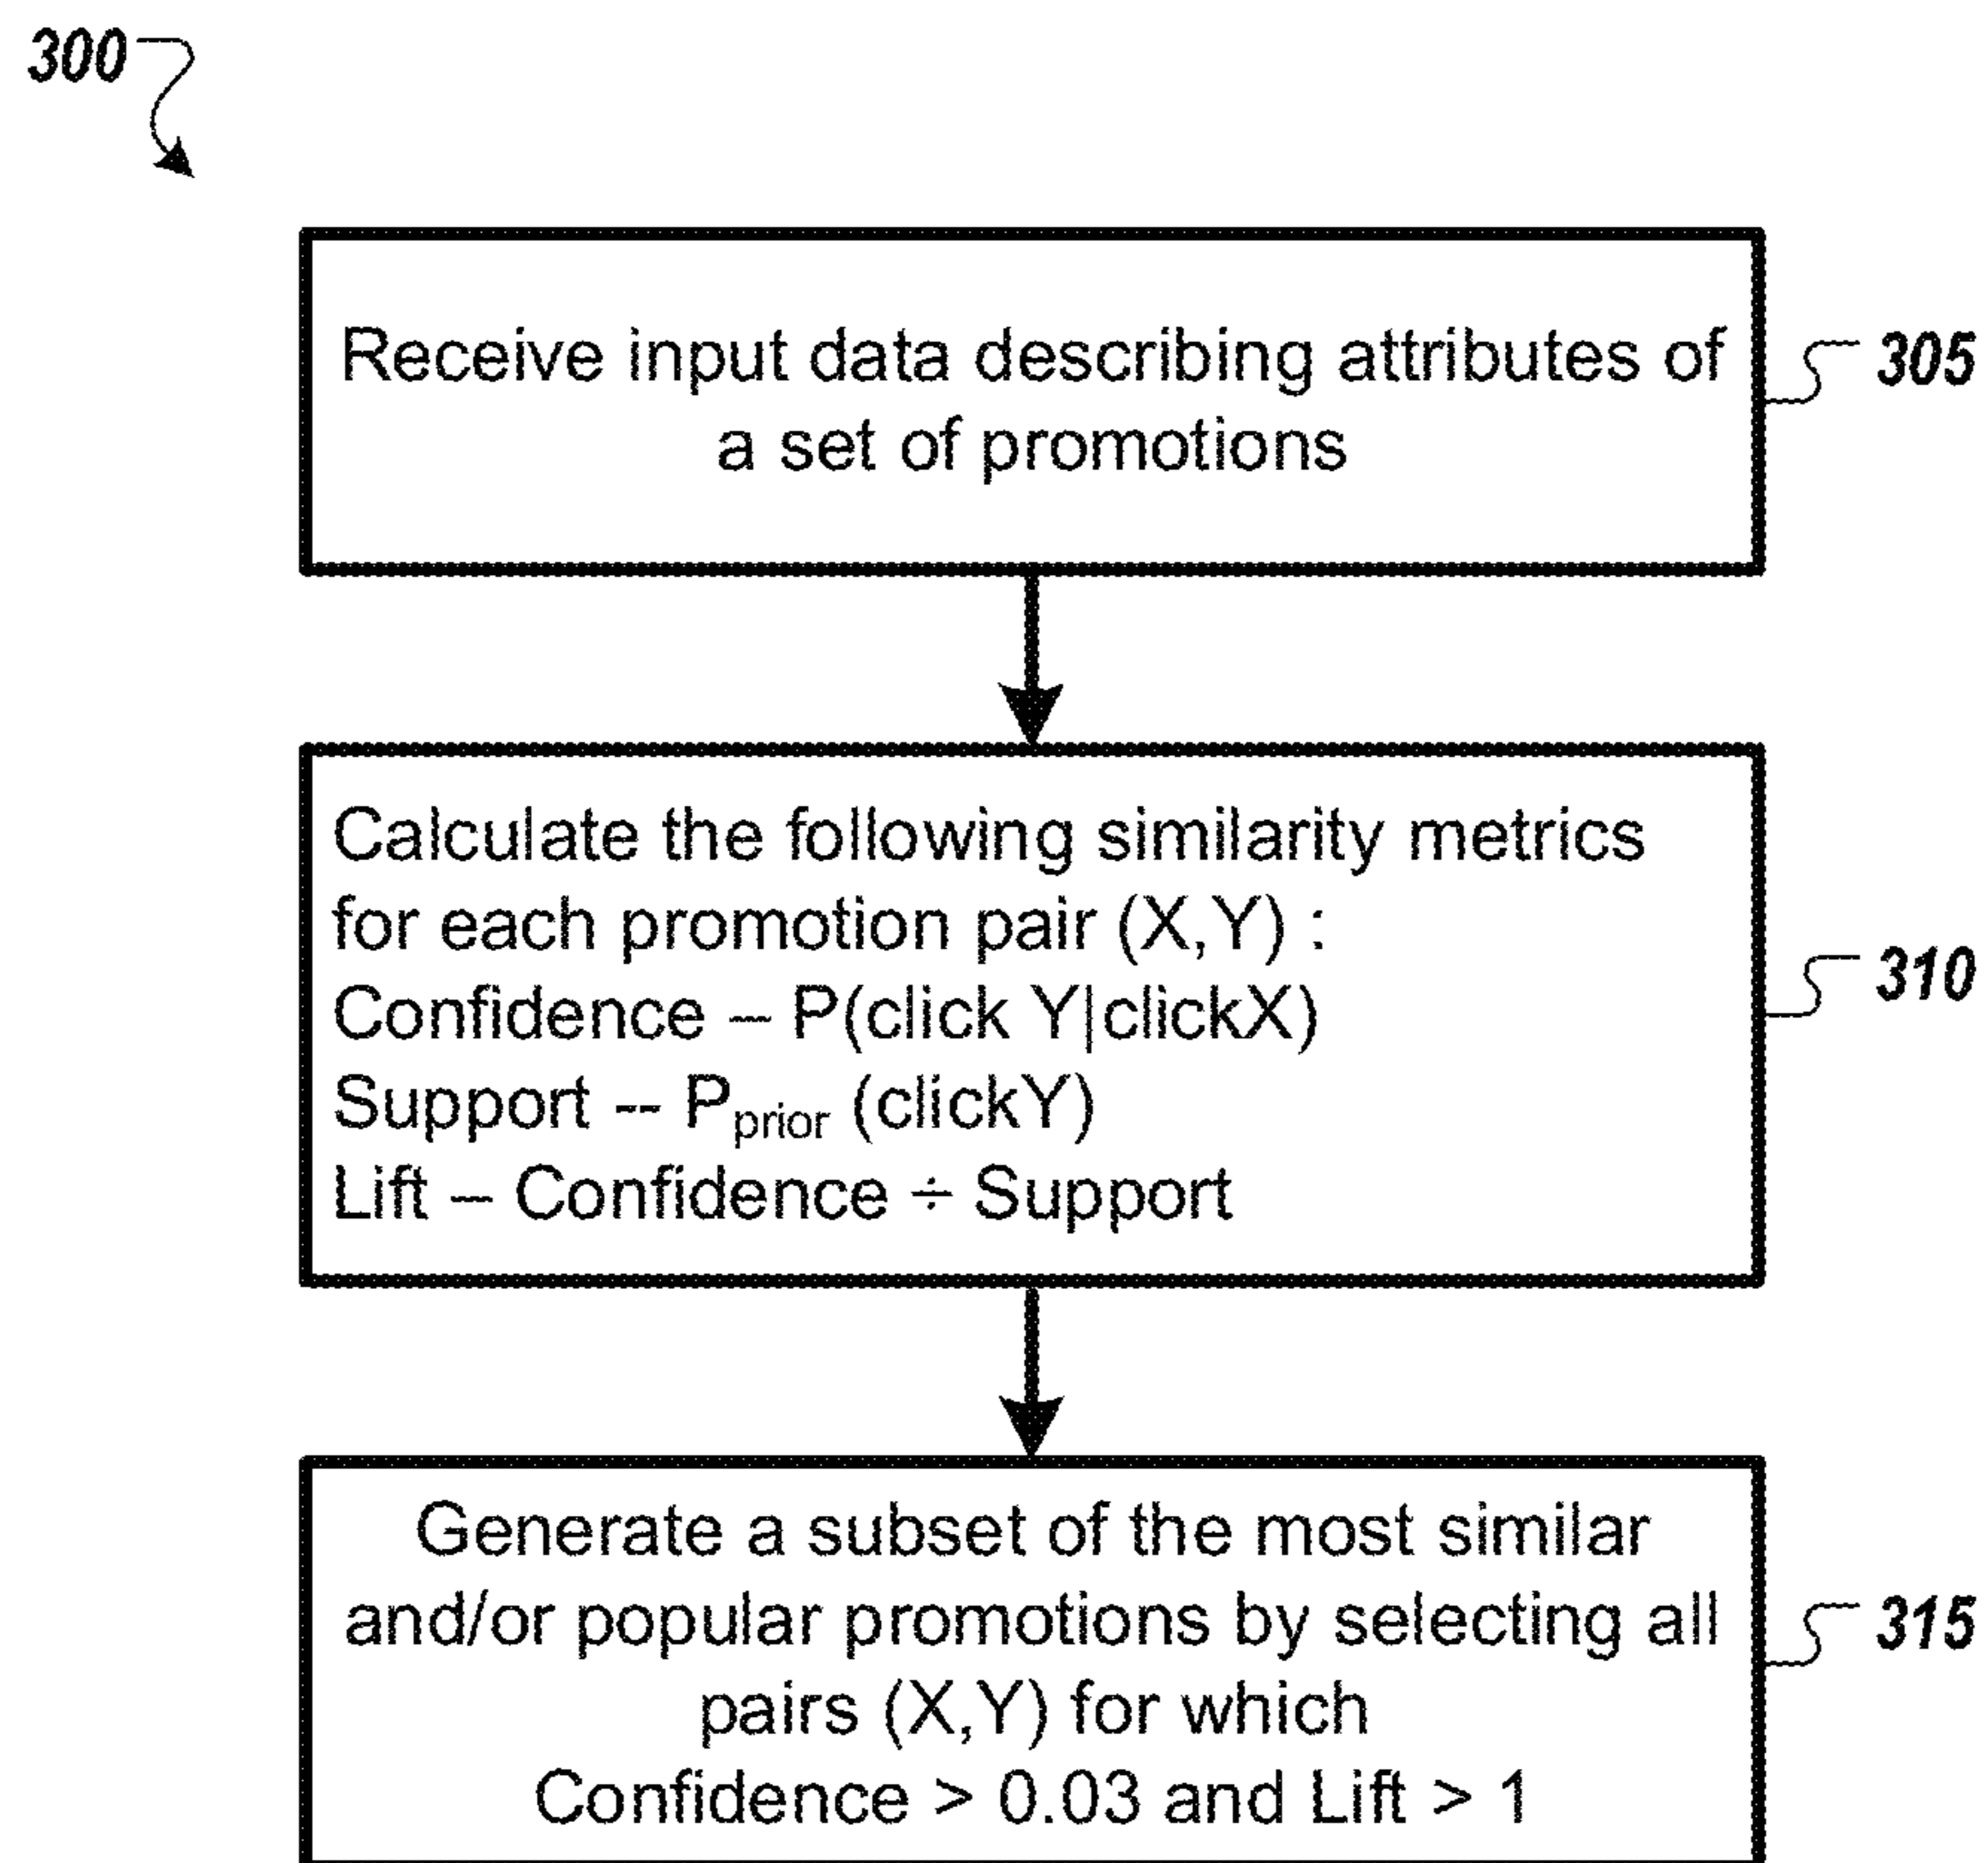 300
Receive input data describing attributes of
a set of promotions
305
Calculate the following similarity metrics
for each promotion pair (X,Y) :
Confidence – P(click Y|clickX)
Support -- Pprior (clickY)
Lift – Confidence ÷ Support
310
Generate a subset of the most similar
and/or popular promotions by selecting all
pairs (X,Y) for which
Confidence > 0.03 and Lift > 1
315